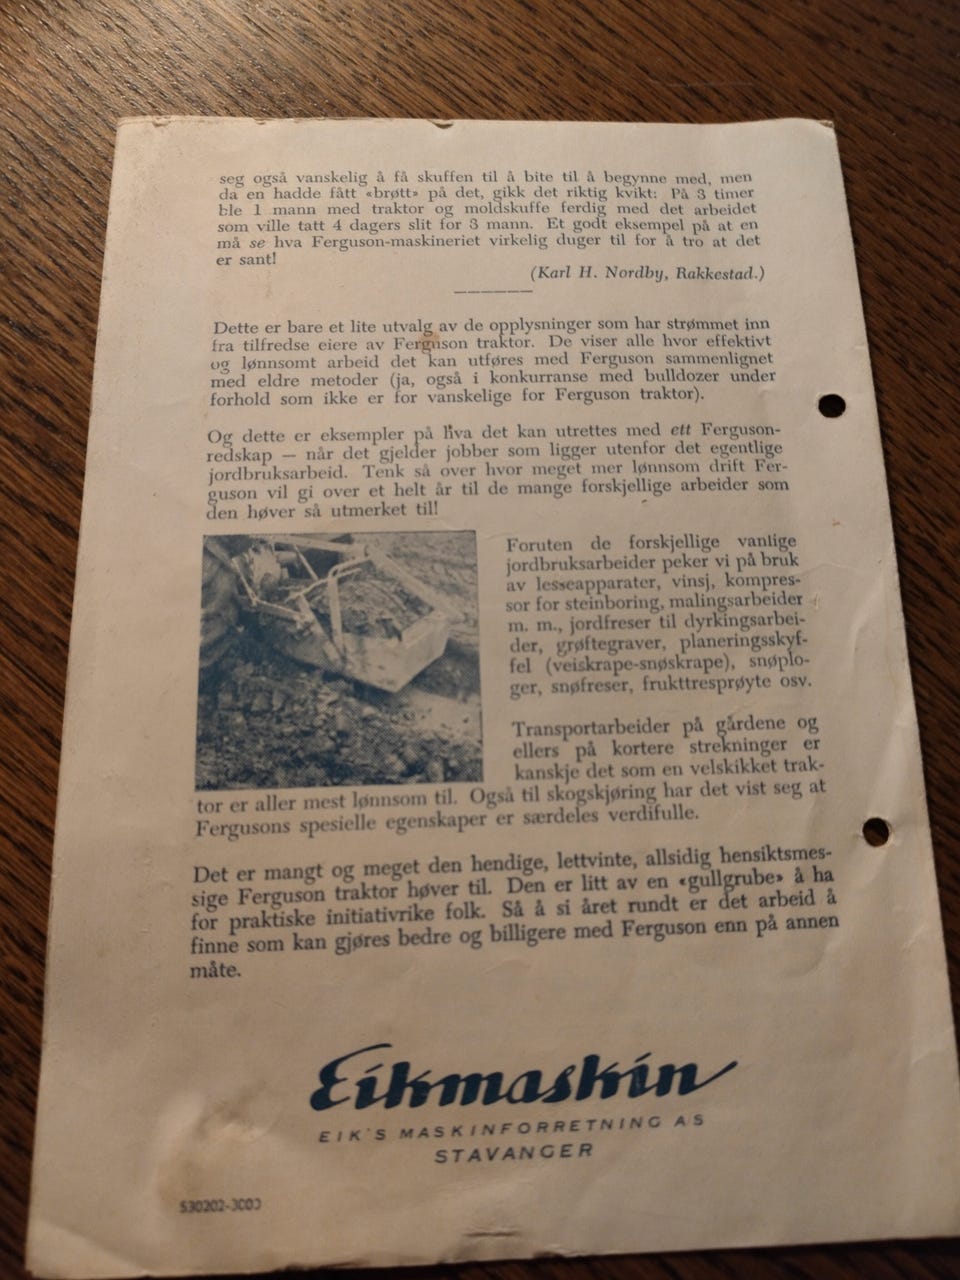 seg også vanskelig å få skuffen til å bite til å begynne med, men
da en hadde fått «brøtt» på det, gikk det riktig kvikt: På 3 timer
ble 1 mann med traktor og moldskuffe ferdig med det arbeidet
som ville tatt 4 dagers slit for 3 mann. Et godt eksempel på at en
må se hva Ferguson-maskineriet virkelig duger til for å tro at det
er sant!
(Karl H. Nordby, Rakkestad.)
Dette er bare et lite utvalg av de opplysninger som har strømmet inn
fra tilfredse eiere av Ferguson traktor. De viser alle hvor effektivt
og lønnsomt arbeid det kan utføres med Ferguson sammenlignet
med eldre metoder (ja, også i konkurranse med bulldozer under
forhold som ikke er for vanskelige for Ferguson traktor).
Og dette er eksempler på hva det kan utrettes med ett Ferguson-
redskap — når det gjelder jobber som ligger utenfor det egentlige
jordbruksarbeid. Tenk så over hvor meget mer lønnsom drift Fer-
guson vil gi over et helt år til de mange forskjellige arbeider som
den høver så utmerket til!
Foruten de forskjellige vanlige
jordbruksarbeider peker vi på bruk
av lesseapparater, vinsj, kompres-
sor for steinboring, malingsarbeider
m. m., jordfreser til dyrkingsarbei-
der, grøftegraver, planeringsskyf-
fel (veiskrape-snøskrape), snøplo-
ger, snøfreser, frukttresprøyte osv.
Transportarbeider på gårdene og
ellers på kortere strekninger er
kanskje det som en velskikket trak-
tor er aller mest lønnsom til. Også til skogskjøring har det vist seg at
Fergusons spesielle egenskaper er særdeles verdifulle.
Det er mangt og meget den hendige, lettvinte, allsidig hensiktsmes-
sige Ferguson traktor høver til. Den er litt av en «gullgrube» å ha
for praktiske initiativrike folk. Så å si året rundt er det arbeid å
finne som kan gjøres bedre og billigere med Ferguson enn på annen
måte.
Eikmaskin
EIK'S MASKINFORRETNING AS
STAVANGER
530202-3000